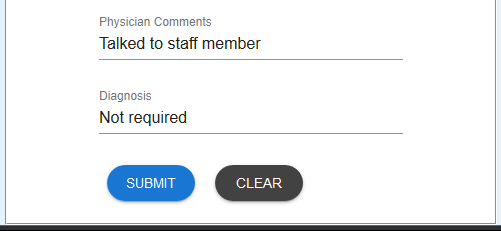 Physician Comments
Talked to staff member
Diagnosis
Not required
SUBMIT CLEAR